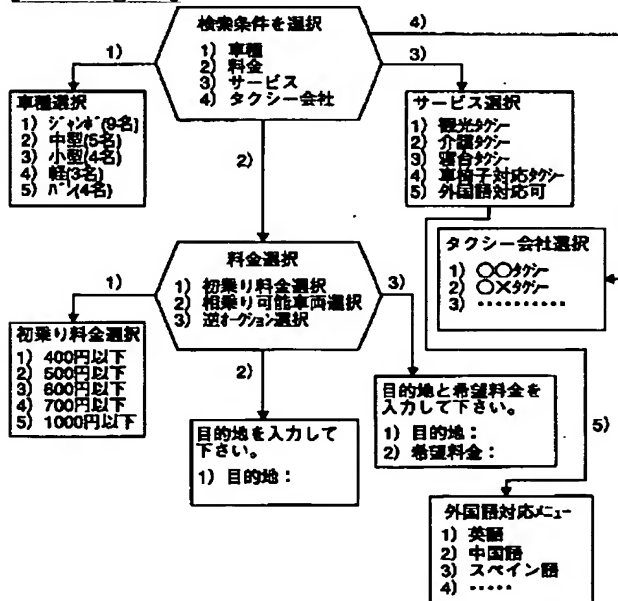 検索条件を選択
1) 車種
2) 料金
3) サービス
4) タクシー会社
1)
2)
3)
4)
車種選択
1) ジャンボ(9名)
2) 中型(5名)
3) 小型(4名)
4) 軽(3名)
5) バン(4名)
サービス選択
1) 観光タクシー
2) 介護タクシー
3) 寝台タクシー
4) 車椅子対応タクシー
5) 外国語対応可
タクシー会社選択
1) 〇〇タクシー
2) 〇×タクシー
3) ・・・・・・・・・・
料金選択
1) 初乗り料金選択
2) 相乗り可能車両選択
3) 逆オークション選択
1)
2)
3)
初乗り料金選択
1) 400円以下
2) 500円以下
3) 600円以下
4) 700円以下
5) 1000円以下
目的地を入力して
下さい。
1) 目的地：
目的地と希望料金を
入力して下さい。
1) 目的地：
2) 希望料金：
5)
外国語対応メニュー
1) 英語
2) 中国語
3) スペイン語
4) ・・・・・